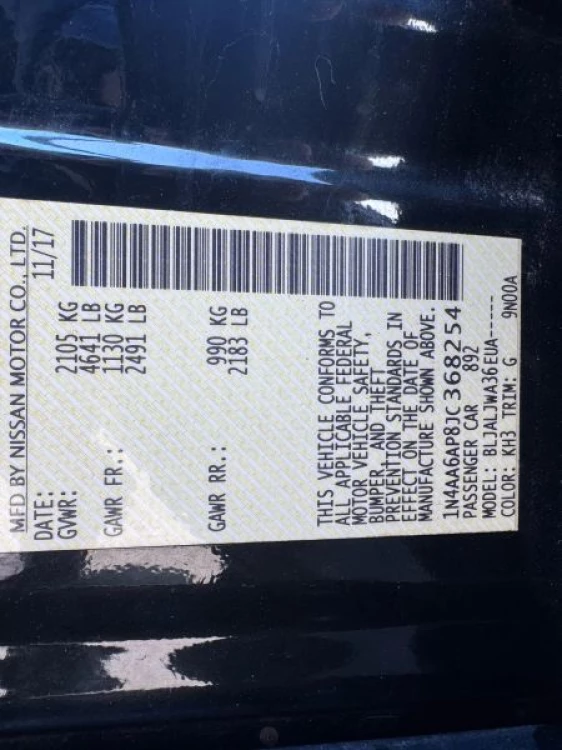 MFD BY NISSAN MOTOR CO., LTD.
DATE: 11/17
GVWR: 2105 KG
4641 LB
GAWR FR.: 1130 KG
2491 LB
GAWR RR.: 990 KG
2183 LB
THIS VEHICLE CONFORMS TO
ALL APPLICABLE FEDERAL
MOTOR VEHICLE SAFETY,
BUMPER, AND THEFT
PREVENTION STANDARDS IN
EFFECT ON THE DATE OF
MANUFACTURE SHOWN ABOVE.
1N4AA6AP8JC368254
PASSENGER CAR 892
MODEL: BLJALJWA36EUA------
COLOR: KH3 TRIM: G 9N00A